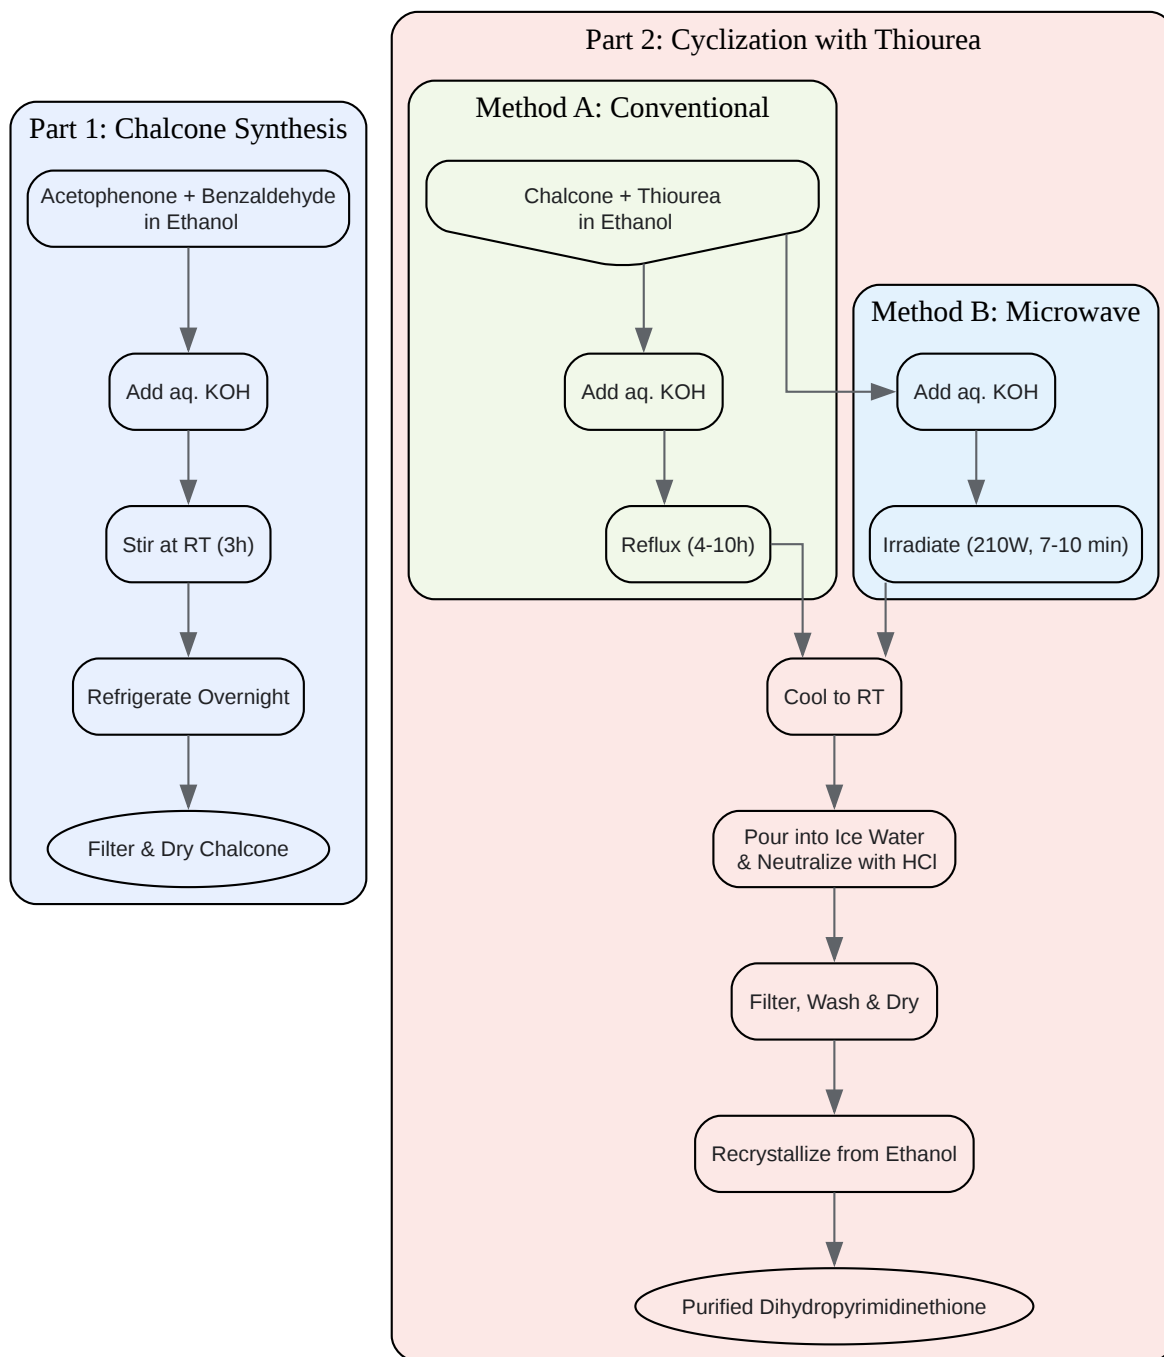 Part 1: Chalcone Synthesis
Acetophenone + Benzaldehyde
in Ethanol
Add aq. KOH
Stir at RT (3h)
Refrigerate Overnight
Filter & Dry Chalcone
Part 2: Cyclization with Thiourea
Method A: Conventional
Chalcone + Thiourea
in Ethanol
Add aq. KOH
Reflux (4-10h)
Method B: Microwave
Add aq. KOH
Irradiate (210W, 7-10 min)
Cool to RT
Pour into Ice Water
& Neutralize with HCl
Filter, Wash & Dry
Recrystallize from Ethanol
Purified Dihydropyrimidinethione